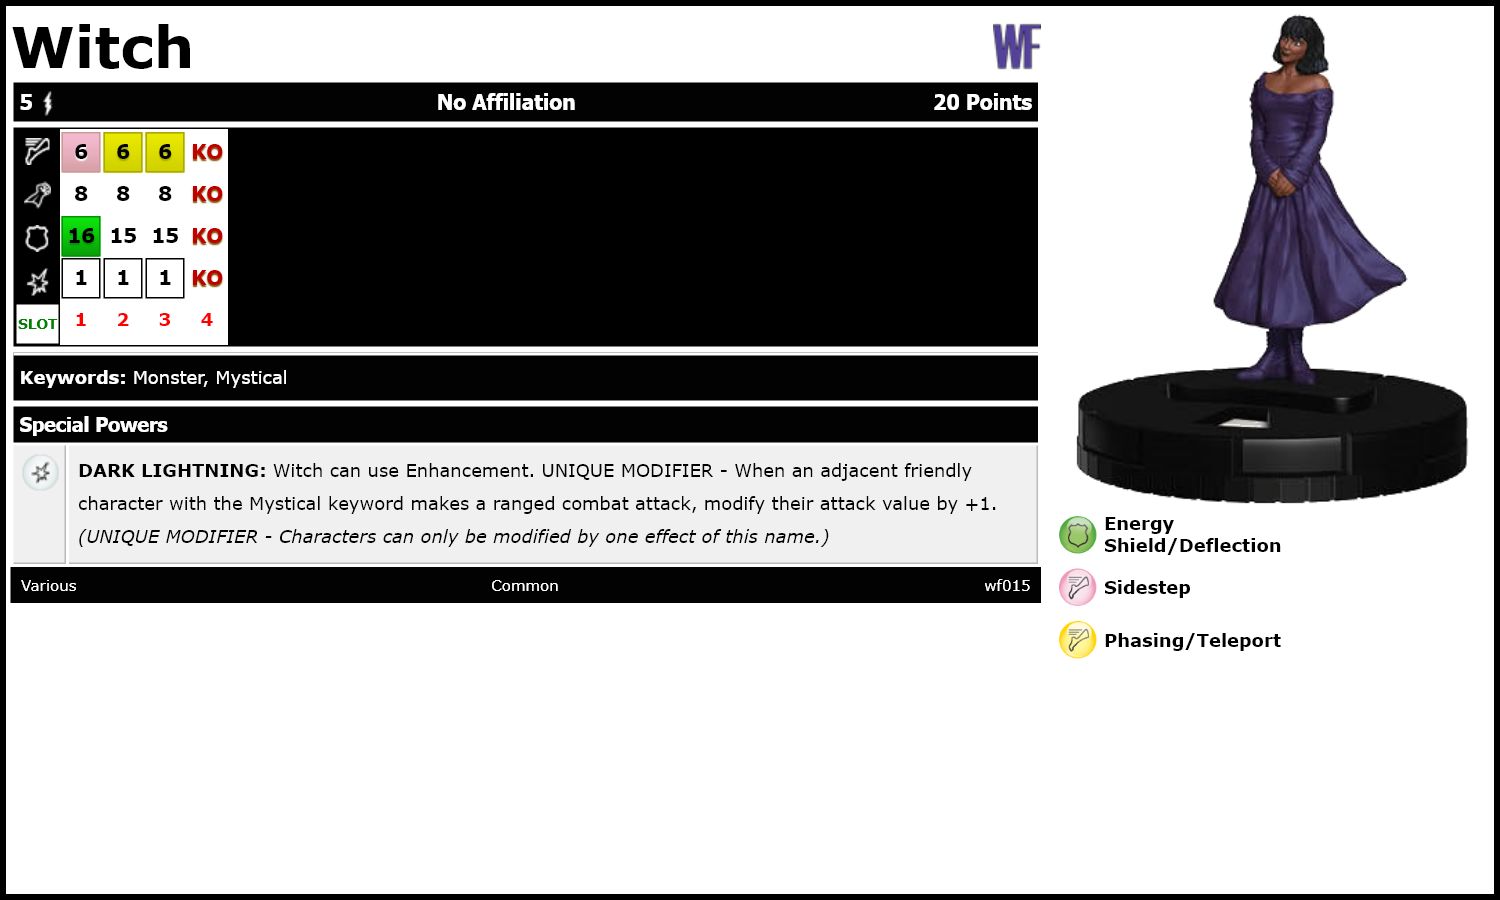 Witch
WF
5 No Affiliation 20 Points
6 6 6 KO
8 8 8 KO
16 15 15 KO
1 1 1 KO
SLOT 1 2 3 4
Keywords: Monster, Mystical
Special Powers
DARK LIGHTNING: Witch can use Enhancement. UNIQUE MODIFIER - When an adjacent friendly
character with the Mystical keyword makes a ranged combat attack, modify their attack value by +1.
(UNIQUE MODIFIER - Characters can only be modified by one effect of this name.)
Various Common wf015
Energy
Shield/Deflection
Sidestep
Phasing/Teleport